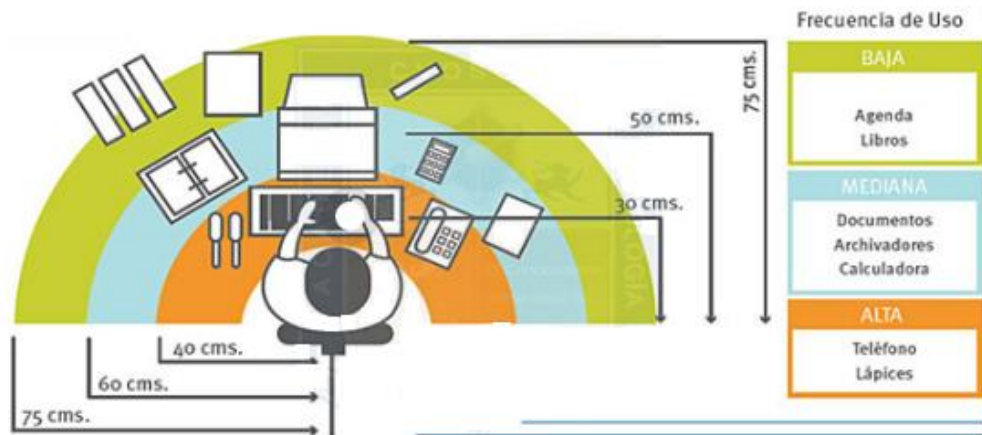 Frecuencia de Uso
BAJA
Agenda
Libros
MEDIANA
Documentos
Archivadores
Calculadora
ALTA
Teléfono
Lápices
75 cms.
50 cms.
30 cms.
40 cms.
60 cms.
75 cms.